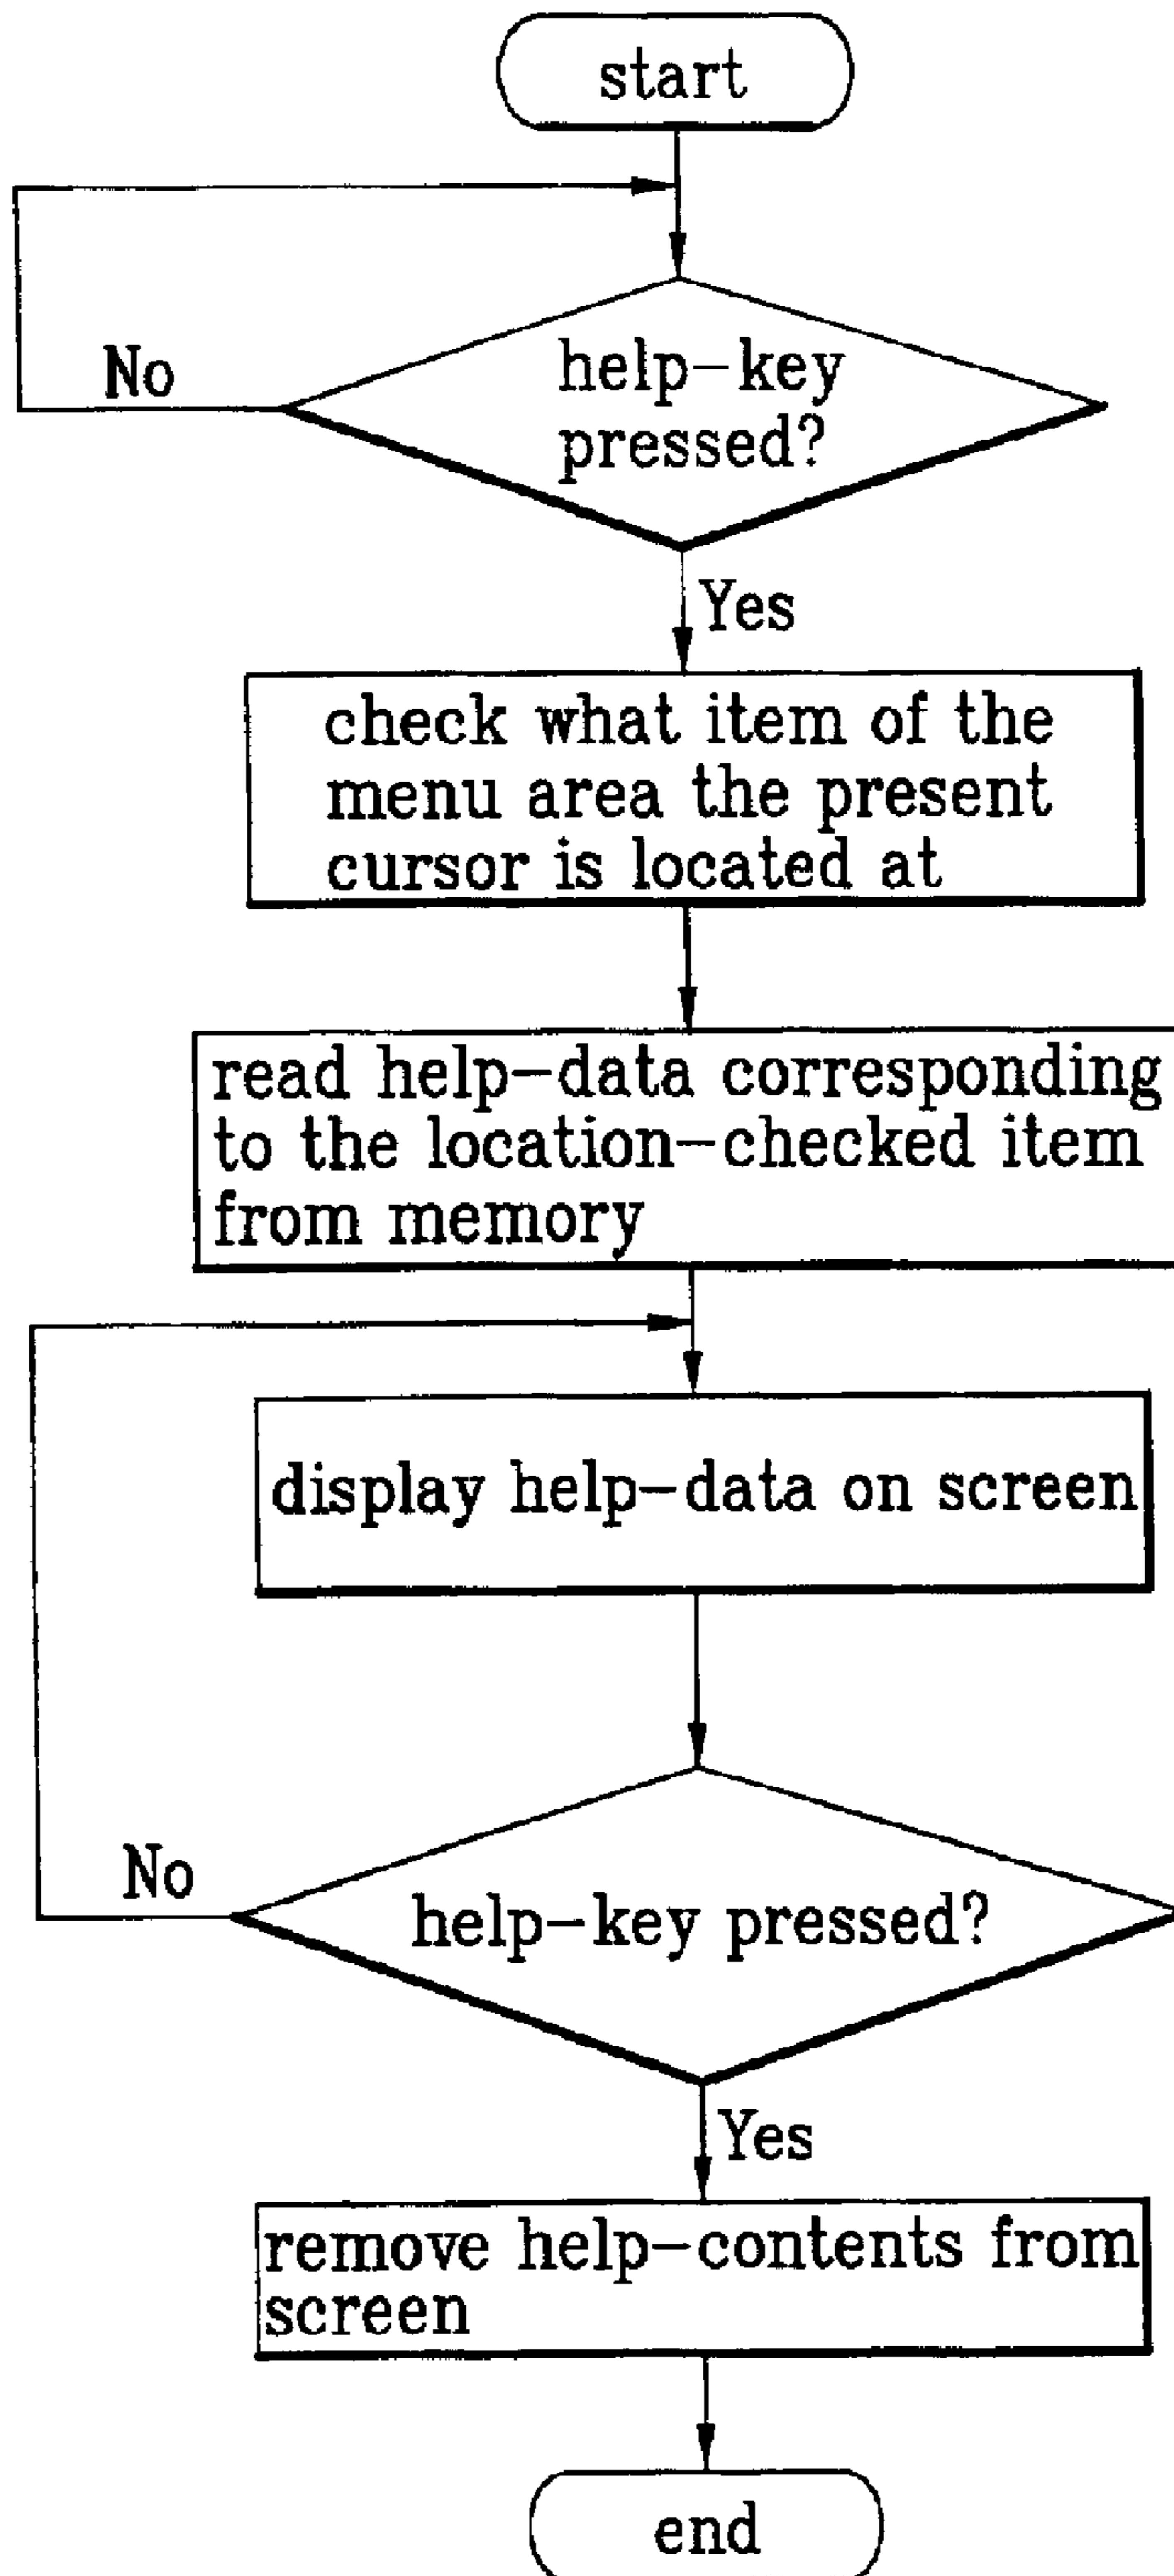 start
No
help-key
pressed?
Yes
check what item of the
menu area the present
cursor is located at
read help-data corresponding
to the location-checked item
from memory
display help-data on screen
No
help-key pressed?
Yes
remove help-contents from
screen
end